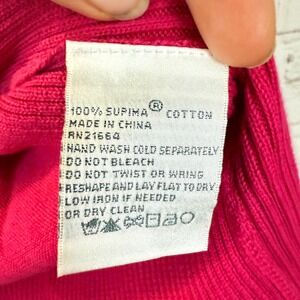 100% SUPIMA® COTTON
MADE IN CHINA
RN21664
HAND WASH COLD SEPARATELY
DO NOT BLEACH
DO NOT TWIST OR WRING
RESHAPE AND LAY FLAT TO DRY
LOW IRON IF NEEDED
OR DRY CLEAN